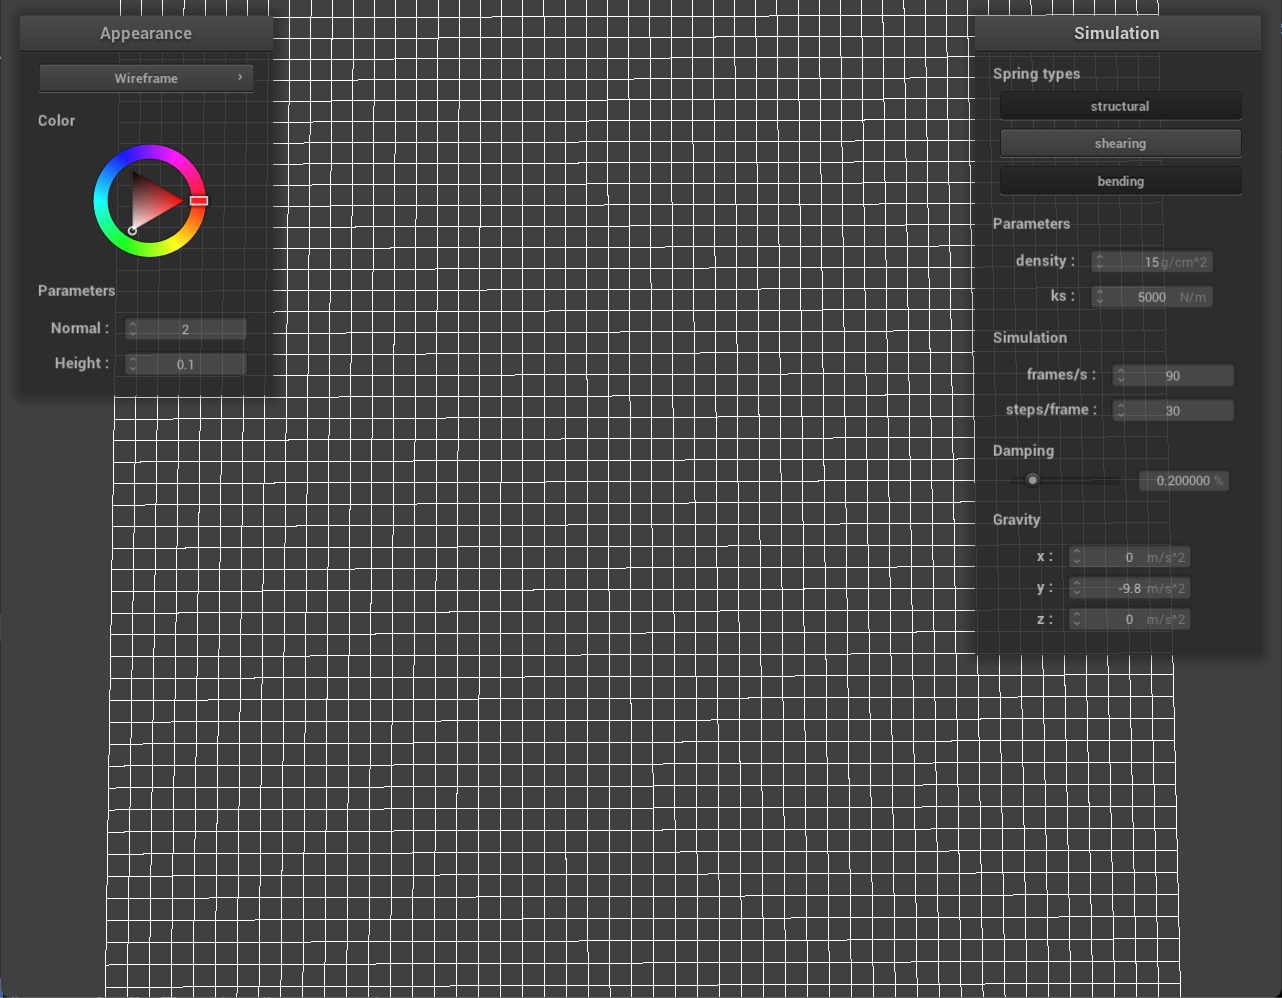 Appearance
Wireframe
Color
Parameters
Normal : 2
Height : 0.1
Simulation
Spring types
structural
shearing
bending
Parameters
density : 15 g/cm^2
ks : 5000 N/m
Simulation
frames/s : 90
steps/frame : 30
Damping
0.200000 %
Gravity
x : 0 m/s^2
y : -9.8 m/s^2
z : 0 m/s^2